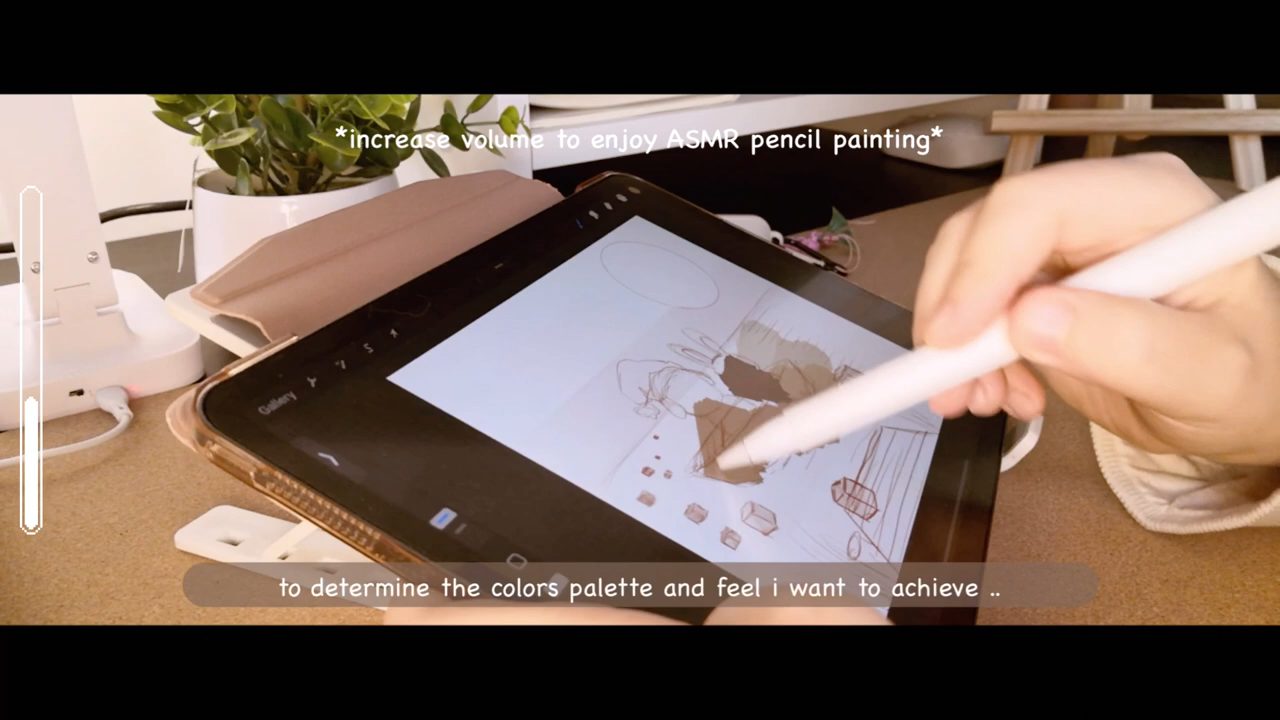 *increase volume to enjoy ASMR pencil painting*
Gallery
to determine the colors palette and feel i want to achieve ..